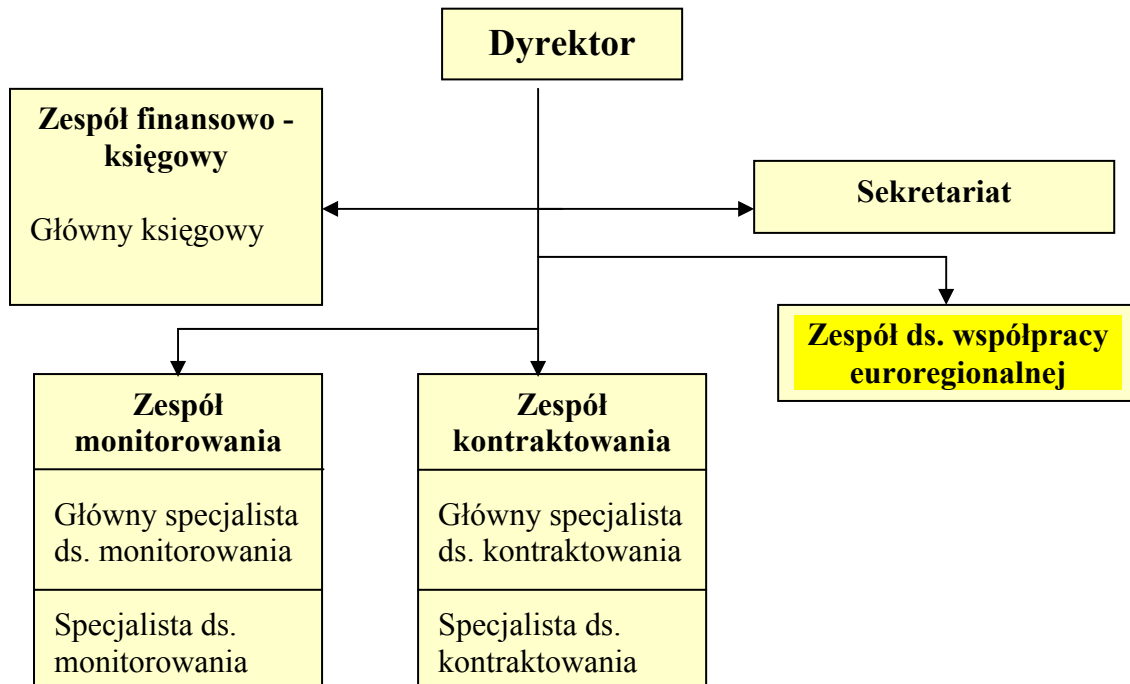 Dyrektor
Zespół finansowo -
księgowy
Główny księgowy
Sekretariat
Zespół ds. współpracy
euroregionalnej
Zespół
monitorowania
Główny specjalista
ds. monitorowania
Specjalista ds.
monitorowania
Zespół
kontraktowania
Główny specjalista
ds. kontraktowania
Specjalista ds.
kontraktowania